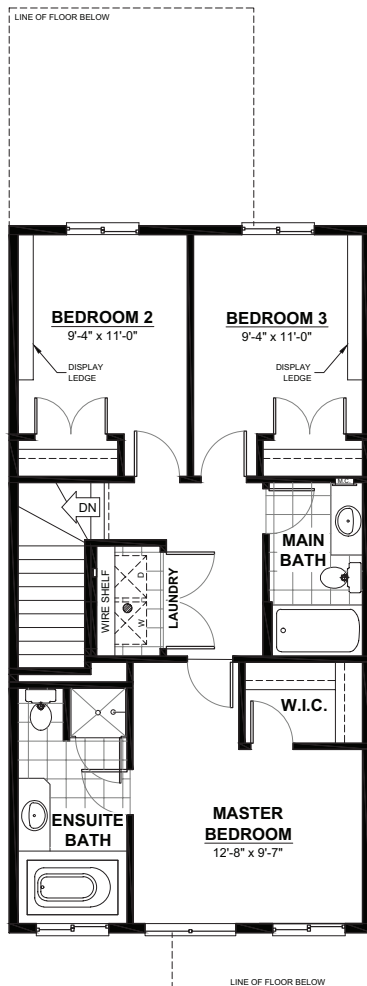 LINE OF FLOOR BELOW
BEDROOM 2
9'-4" x 11'-0"
BEDROOM 3
9'-4" x 11'-0"
DISPLAY
LEDGE
DISPLAY
LEDGE
DN
M.C.
MAIN
BATH
WIRE SHELF
D
W
LAUNDRY
W.I.C.
ENSUITE
BATH
MASTER
BEDROOM
12'-8" x 9'-7"
LINE OF FLOOR BELOW